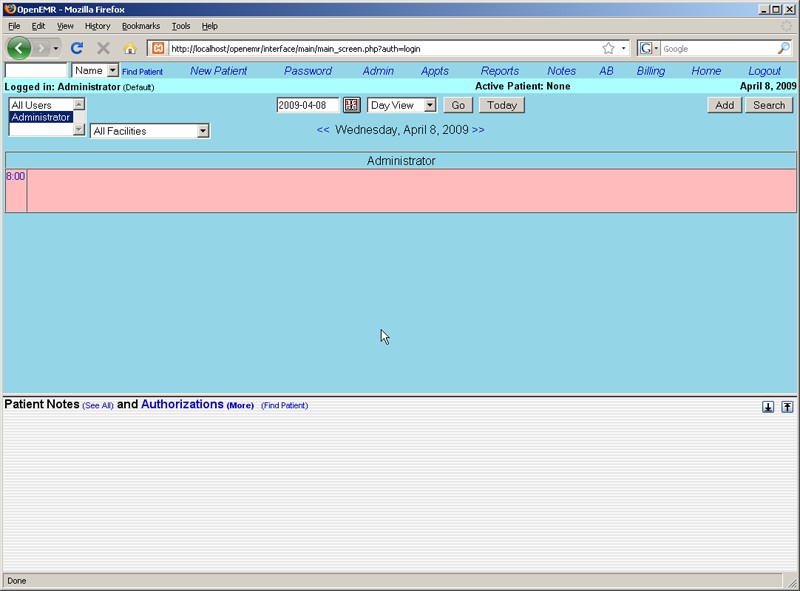 OpenEMR - Mozilla Firefox
File Edit View History Bookmarks Tools Help
http://localhost/openemr/interface/main/main_screen.php?auth=login
Google
Name Find Patient New Patient Password Admin Appts Reports Notes AB Billing Home Logout
Logged in: Administrator (Default) Active Patient: None April 8, 2009
All Users
Administrator
All Facilities
2009-04-08 Day View Go Today Add Search
<< Wednesday, April 8, 2009 >>
Administrator
8:00
Patient Notes (See All) and Authorizations (More) (Find Patient)
Done